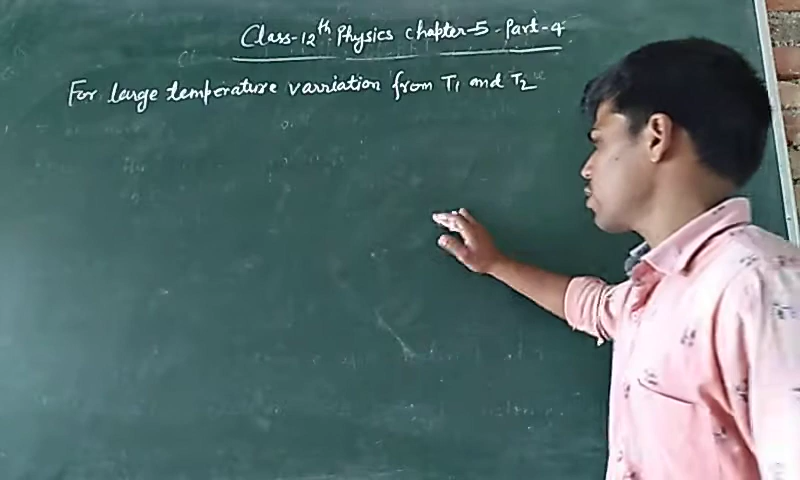 Class-12th Physics chapter-5-Part-4
For large temperature varriation from T1 and T2